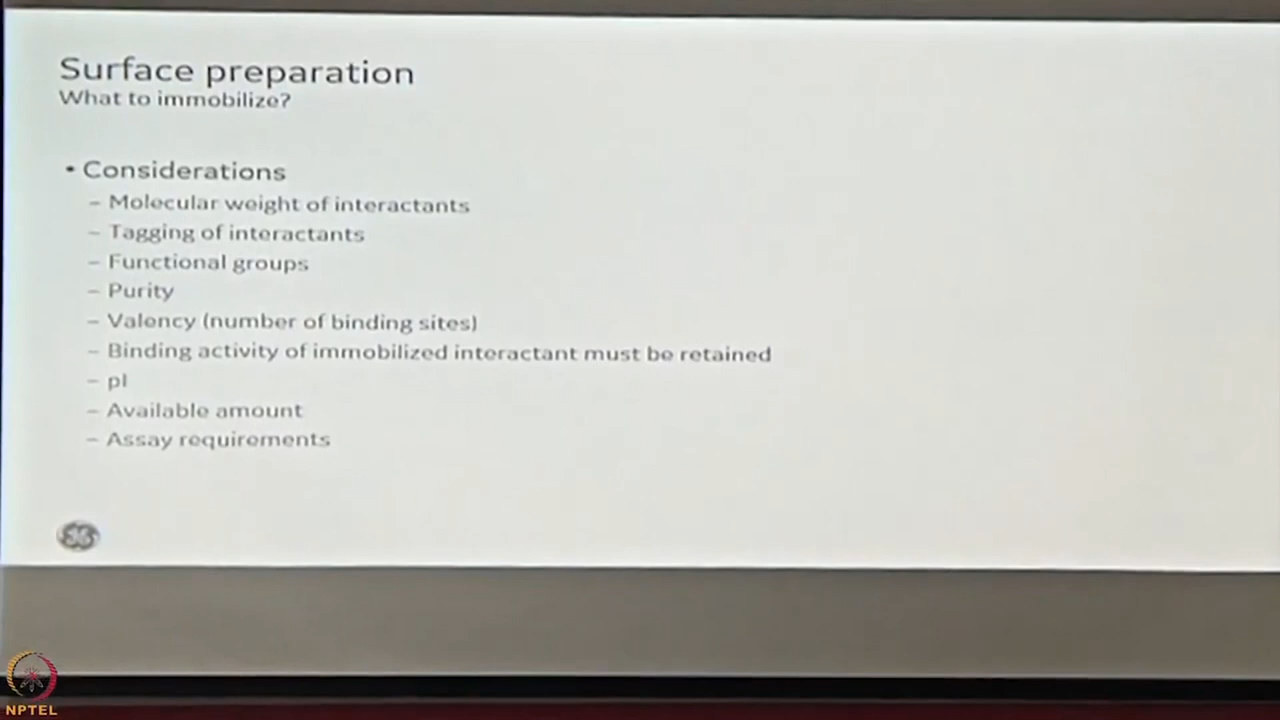 Surface preparation
What to immobilize?
• Considerations
– Molecular weight of interactants
– Tagging of interactants
– Functional groups
– Purity
– Valency (number of binding sites)
– Binding activity of immobilized interactant must be retained
– pI
– Available amount
– Assay requirements
NPTEL